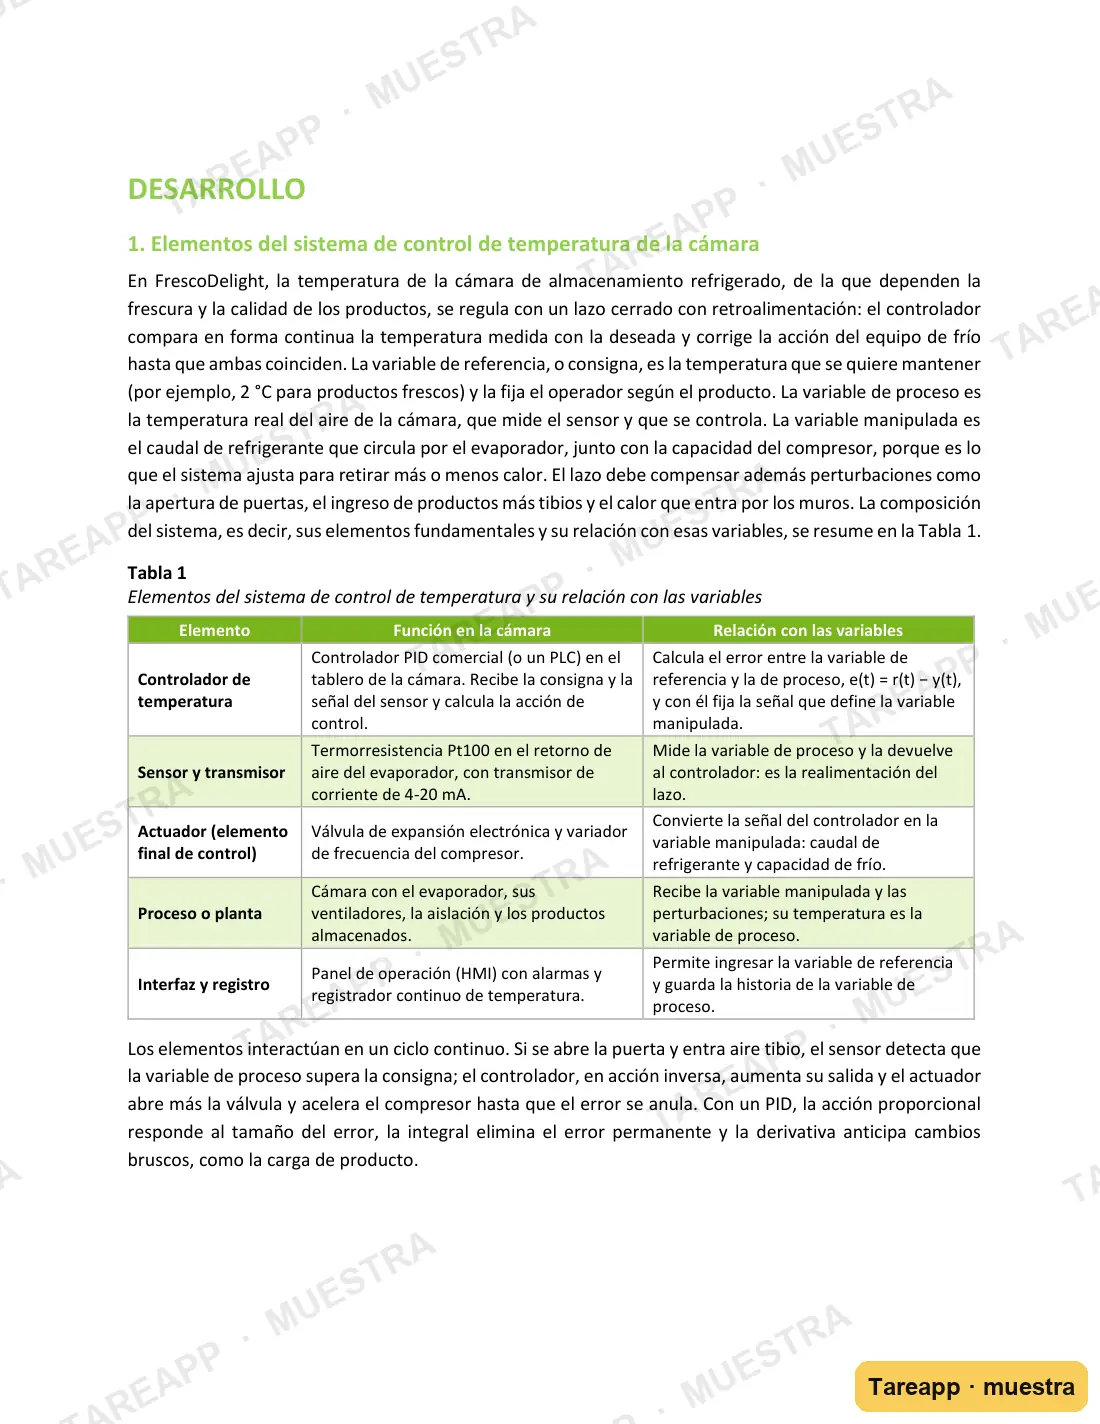 DESARROLLO
1. Elementos del sistema de control de temperatura de la cámara
En FrescoDelight, la temperatura de la cámara de almacenamiento refrigerado, de la que dependen la
frescura y la calidad de los productos, se regula con un lazo cerrado con retroalimentación: el controlador
compara en forma continua la temperatura medida con la deseada y corrige la acción del equipo de frío
hasta que ambas coinciden. La variable de referencia, o consigna, es la temperatura que se quiere mantener
(por ejemplo, 2 °C para productos frescos) y la fija el operador según el producto. La variable de proceso es
la temperatura real del aire de la cámara, que mide el sensor y que se controla. La variable manipulada es
el caudal de refrigerante que circula por el evaporador, junto con la capacidad del compresor, porque es lo
que el sistema ajusta para retirar más o menos calor. El lazo debe compensar además perturbaciones como
la apertura de puertas, el ingreso de productos más tibios y el calor que entra por los muros. La composición
del sistema, es decir, sus elementos fundamentales y su relación con esas variables, se resume en la Tabla 1.
Tabla 1
Elementos del sistema de control de temperatura y su relación con las variables
Elemento Función en la cámara Relación con las variables
Controlador de
temperatura
Controlador PID comercial (o un PLC) en el
tablero de la cámara. Recibe la consigna y la
señal del sensor y calcula la acción de
control.
Calcula el error entre la variable de
referencia y la de proceso, e(t) = r(t) − y(t),
y con él fija la señal que define la variable
manipulada.
Sensor y transmisor
Termorresistencia Pt100 en el retorno de
aire del evaporador, con transmisor de
corriente de 4-20 mA.
Mide la variable de proceso y la devuelve
al controlador: es la realimentación del
lazo.
Actuador (elemento
final de control)
Válvula de expansión electrónica y variador
de frecuencia del compresor.
Convierte la señal del controlador en la
variable manipulada: caudal de
refrigerante y capacidad de frío.
Proceso o planta
Cámara con el evaporador, sus
ventiladores, la aislación y los productos
almacenados.
Recibe la variable manipulada y las
perturbaciones; su temperatura es la
variable de proceso.
Interfaz y registro
Panel de operación (HMI) con alarmas y
registrador continuo de temperatura.
Permite ingresar la variable de referencia
y guarda la historia de la variable de
proceso.
Los elementos interactúan en un ciclo continuo. Si se abre la puerta y entra aire tibio, el sensor detecta que
la variable de proceso supera la consigna; el controlador, en acción inversa, aumenta su salida y el actuador
abre más la válvula y acelera el compresor hasta que el error se anula. Con un PID, la acción proporcional
responde al tamaño del error, la integral elimina el error permanente y la derivativa anticipa cambios
bruscos, como la carga de producto.
TAREAPP · MUESTRA
Tareapp · muestra